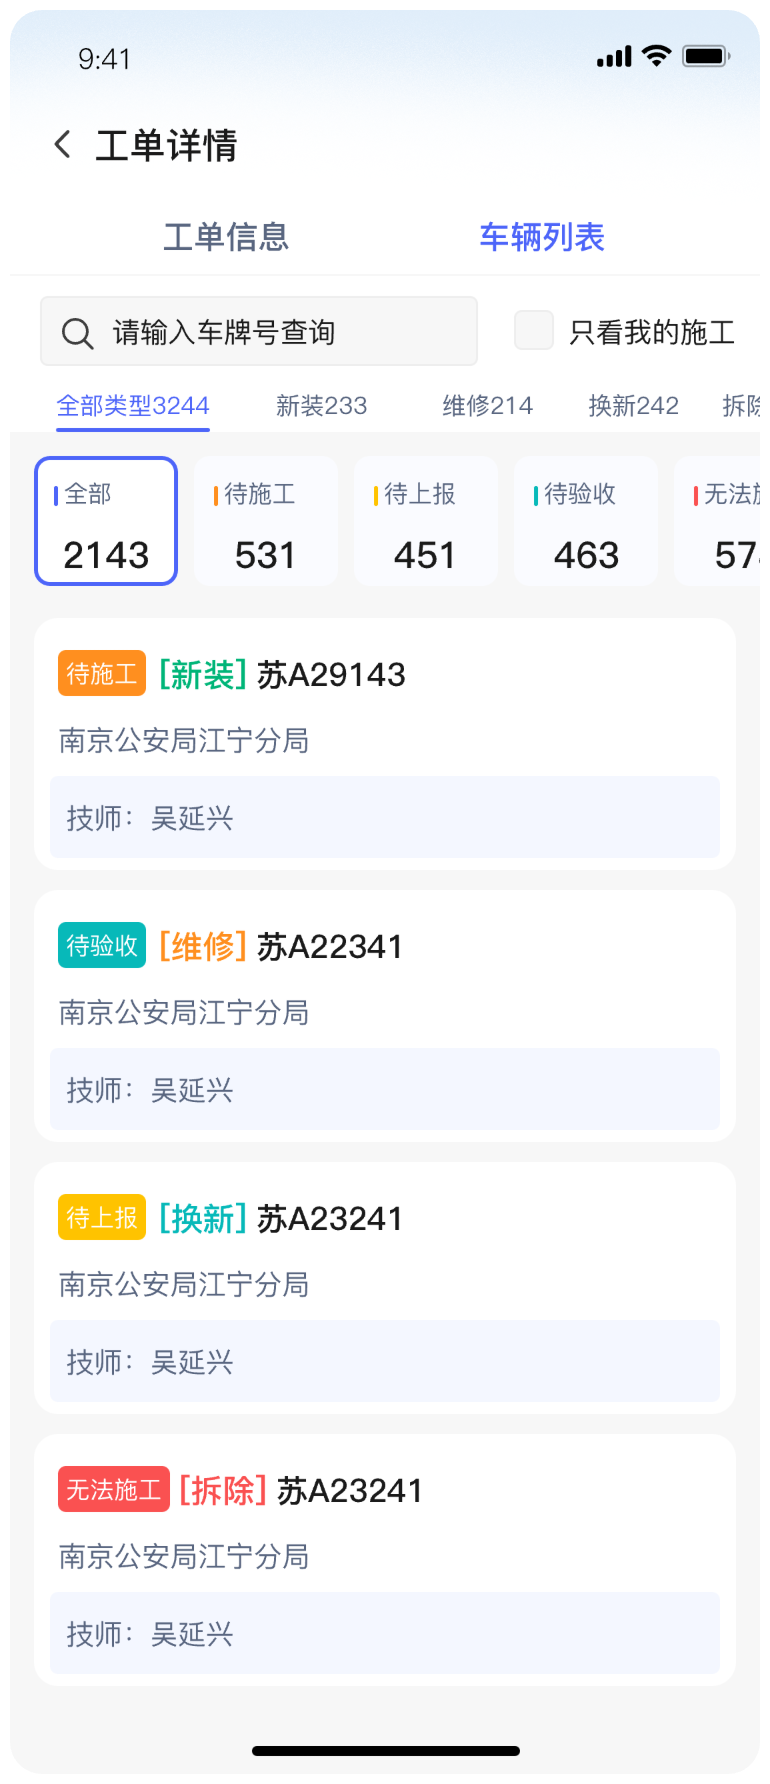 9:41
工单详情
工单信息 车辆列表
请输入车牌号查询 只看我的施工
全部类型3244 新装233 维修214 换新242 拆除
全部 待施工 待上报 待验收 无法施
2143 531 451 463 574
待施工 [新装] 苏A29143
南京公安局江宁分局
技师：吴延兴
待验收 [维修] 苏A22341
南京公安局江宁分局
技师：吴延兴
待上报 [换新] 苏A23241
南京公安局江宁分局
技师：吴延兴
无法施工 [拆除] 苏A23241
南京公安局江宁分局
技师：吴延兴